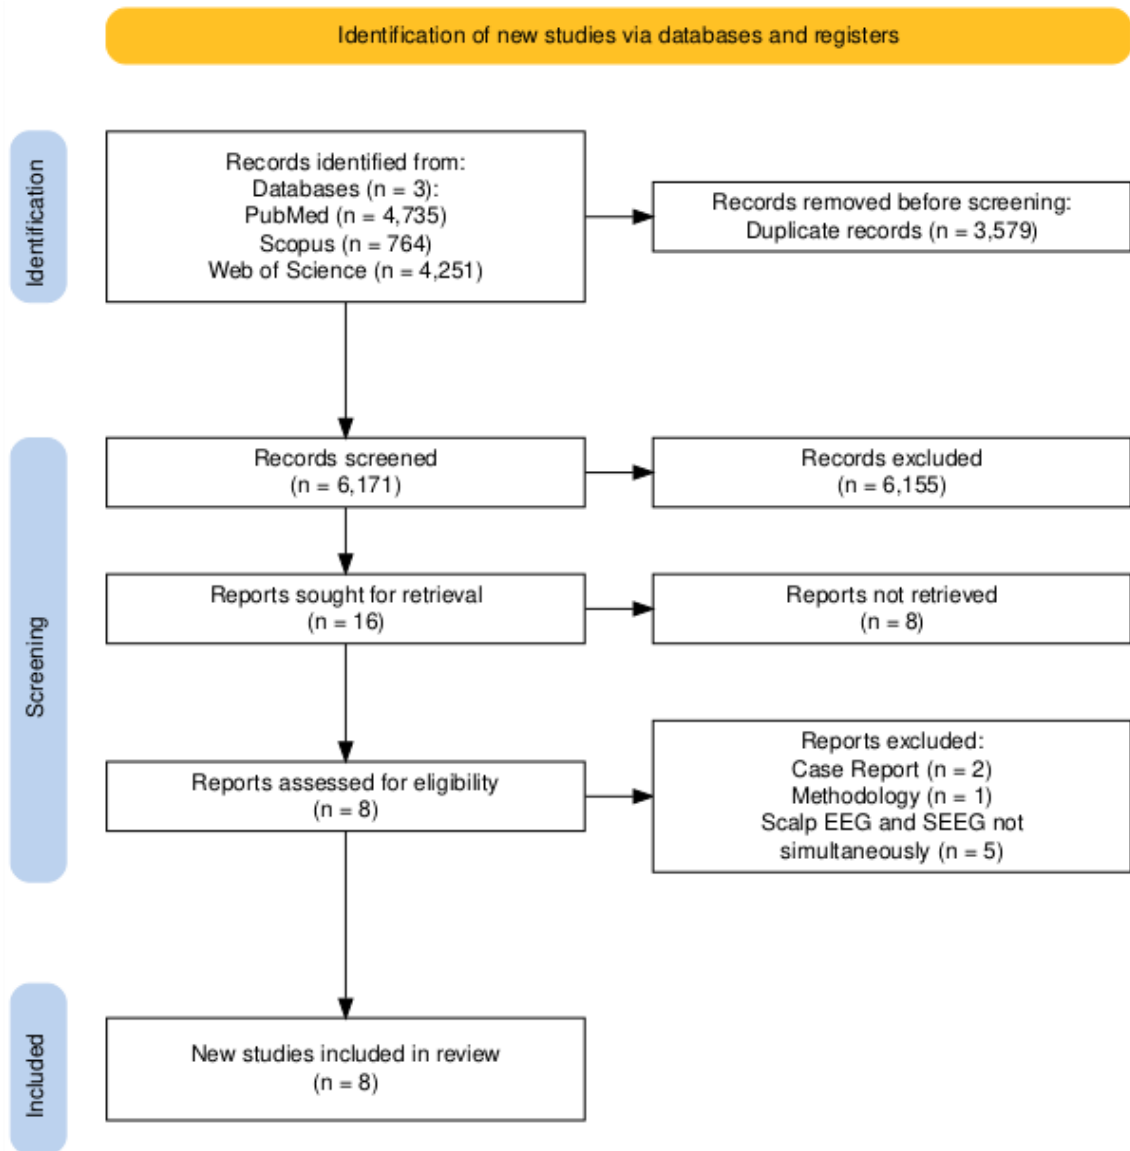 Identification of new studies via databases and registers
Identification
Records identified from:
Databases (n = 3):
PubMed (n = 4,735)
Scopus (n = 764)
Web of Science (n = 4,251)
Records removed before screening:
Duplicate records (n = 3,579)
Screening
Records screened
(n = 6,171)
Records excluded
(n = 6,155)
Reports sought for retrieval
(n = 16)
Reports not retrieved
(n = 8)
Reports assessed for eligibility
(n = 8)
Reports excluded:
Case Report (n = 2)
Methodology (n = 1)
Scalp EEG and SEEG not
simultaneously (n = 5)
Included
New studies included in review
(n = 8)